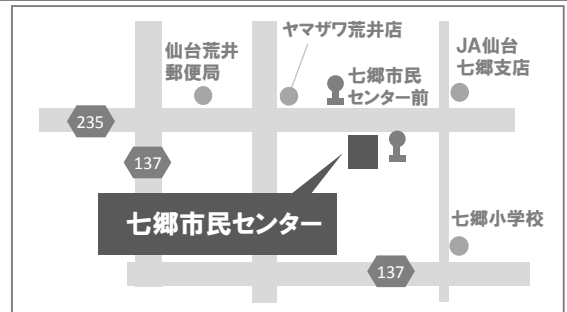 ヤマザワ荒井店
仙台荒井
郵便局
七郷市民
センター前
JA仙台
七郷支店
235
137
七郷市民センター
七郷小学校
137